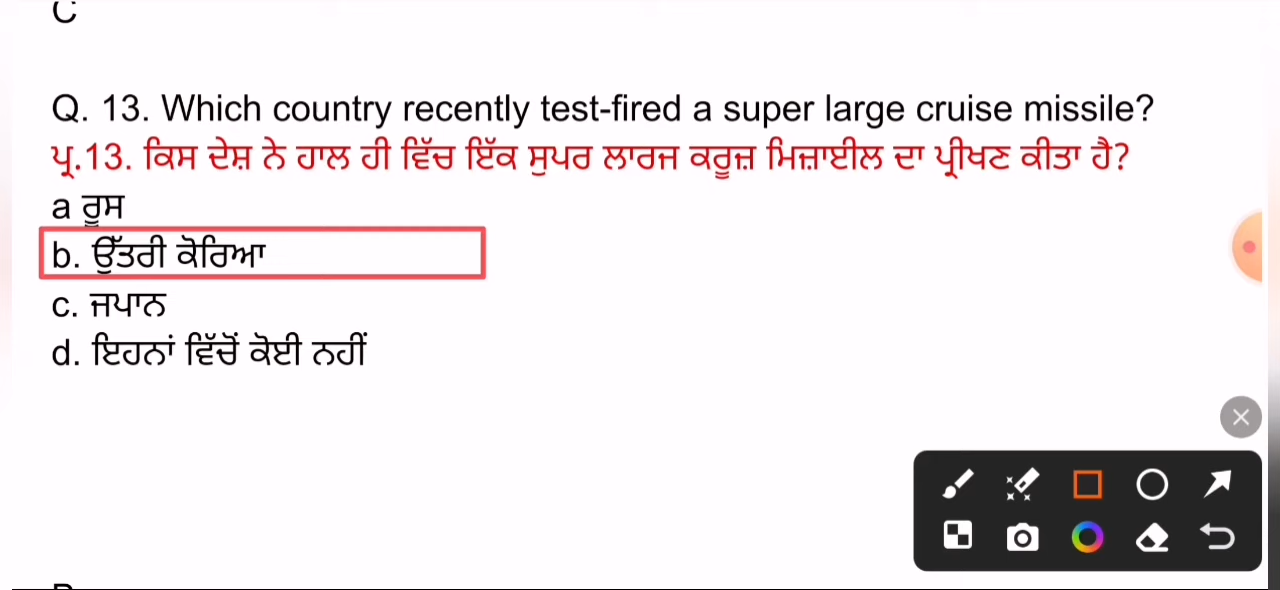 Q. 13. Which country recently test-fired a super large cruise missile?
ਪ੍ਰ.13. ਕਿਸ ਦੇਸ਼ ਨੇ ਹਾਲ ਹੀ ਵਿੱਚ ਇੱਕ ਸੁਪਰ ਲਾਰਜ ਕਰੂਜ਼ ਮਿਜ਼ਾਈਲ ਦਾ ਪ੍ਰੀਖਣ ਕੀਤਾ ਹੈ?
a ਰੂਸ
b. ਉੱਤਰੀ ਕੋਰਿਆ
c. ਜਪਾਨ
d. ਇਹਨਾਂ ਵਿੱਚੋਂ ਕੋਈ ਨਹੀਂ